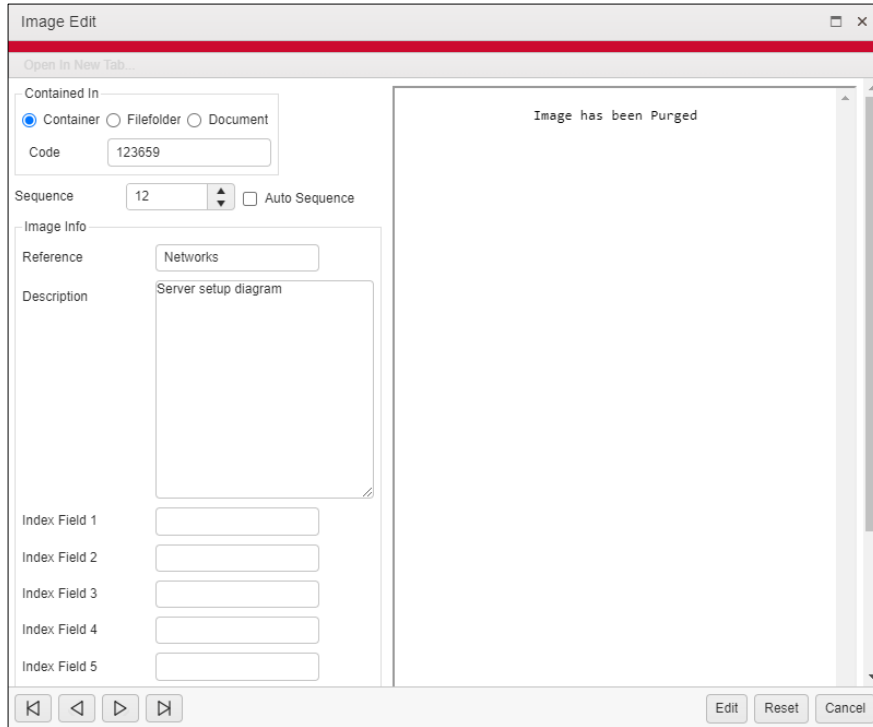 Image Edit
Open In New Tab...
Contained In
Container Filefolder Document
Code 123659
Sequence 12 Auto Sequence
Image Info
Reference Networks
Description Server setup diagram
Index Field 1
Index Field 2
Index Field 3
Index Field 4
Index Field 5
Image has been Purged
Edit Reset Cancel